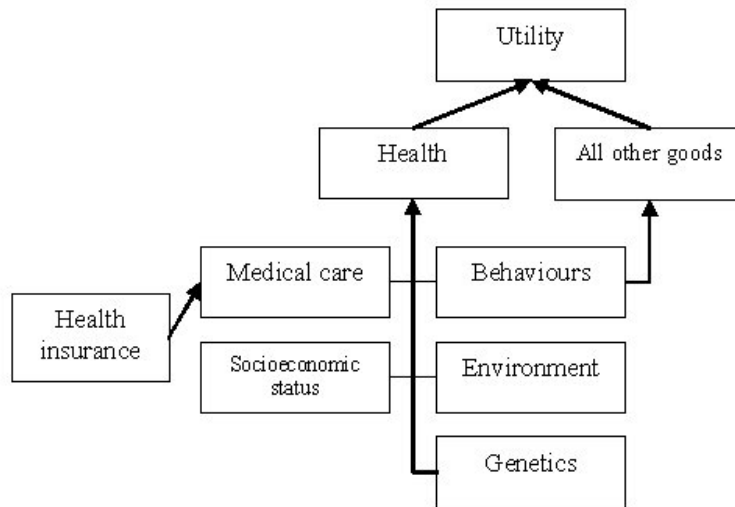 Utility
Health
All other goods
Medical care
Behaviours
Health
insurance
Socioeconomic
status
Environment
Genetics